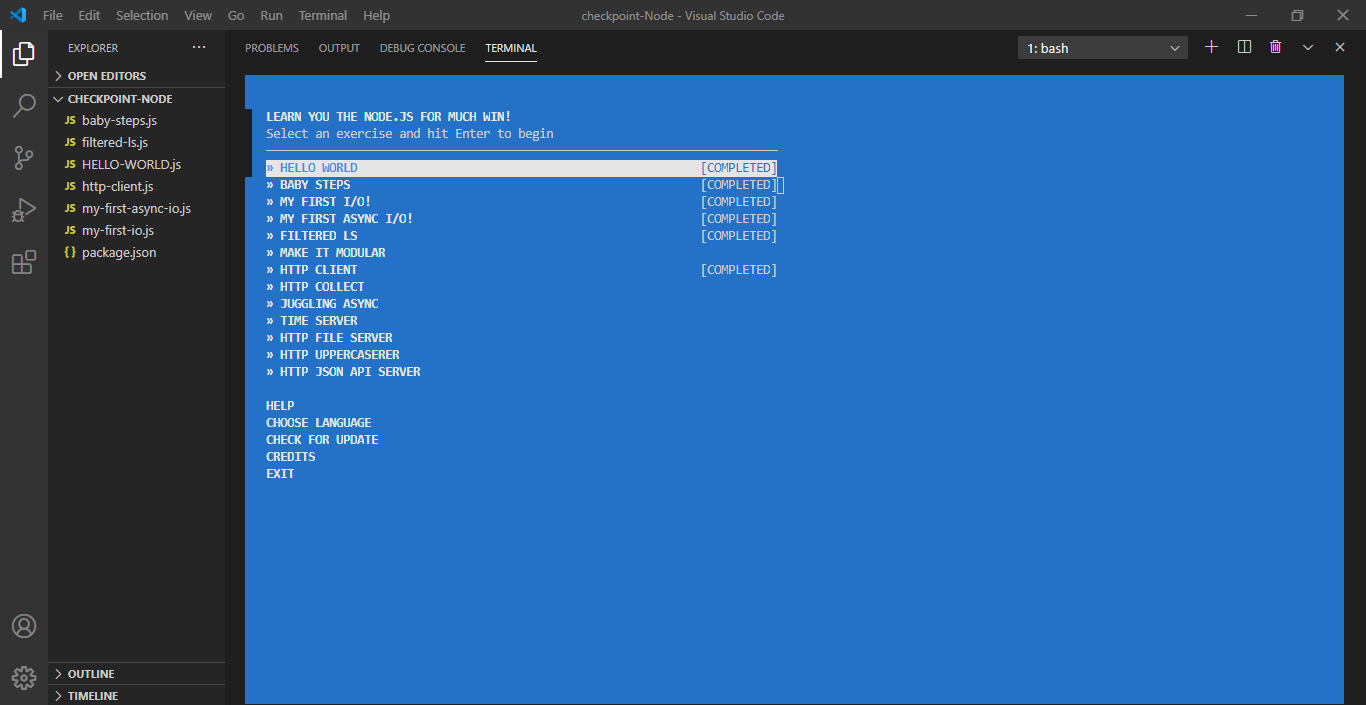 File Edit Selection View Go Run Terminal Help checkpoint-Node - Visual Studio Code
EXPLORER ···
OPEN EDITORS
CHECKPOINT-NODE
JS baby-steps.js
JS filtered-ls.js
JS HELLO-WORLD.js
JS http-client.js
JS my-first-async-io.js
JS my-first-io.js
{} package.json
OUTLINE
TIMELINE
PROBLEMS OUTPUT DEBUG CONSOLE TERMINAL 1: bash
LEARN YOU THE NODE.JS FOR MUCH WIN!
Select an exercise and hit Enter to begin
» HELLO WORLD [COMPLETED]
» BABY STEPS [COMPLETED]
» MY FIRST I/O! [COMPLETED]
» MY FIRST ASYNC I/O! [COMPLETED]
» FILTERED LS [COMPLETED]
» MAKE IT MODULAR
» HTTP CLIENT [COMPLETED]
» HTTP COLLECT
» JUGGLING ASYNC
» TIME SERVER
» HTTP FILE SERVER
» HTTP UPPERCASERER
» HTTP JSON API SERVER
HELP
CHOOSE LANGUAGE
CHECK FOR UPDATE
CREDITS
EXIT